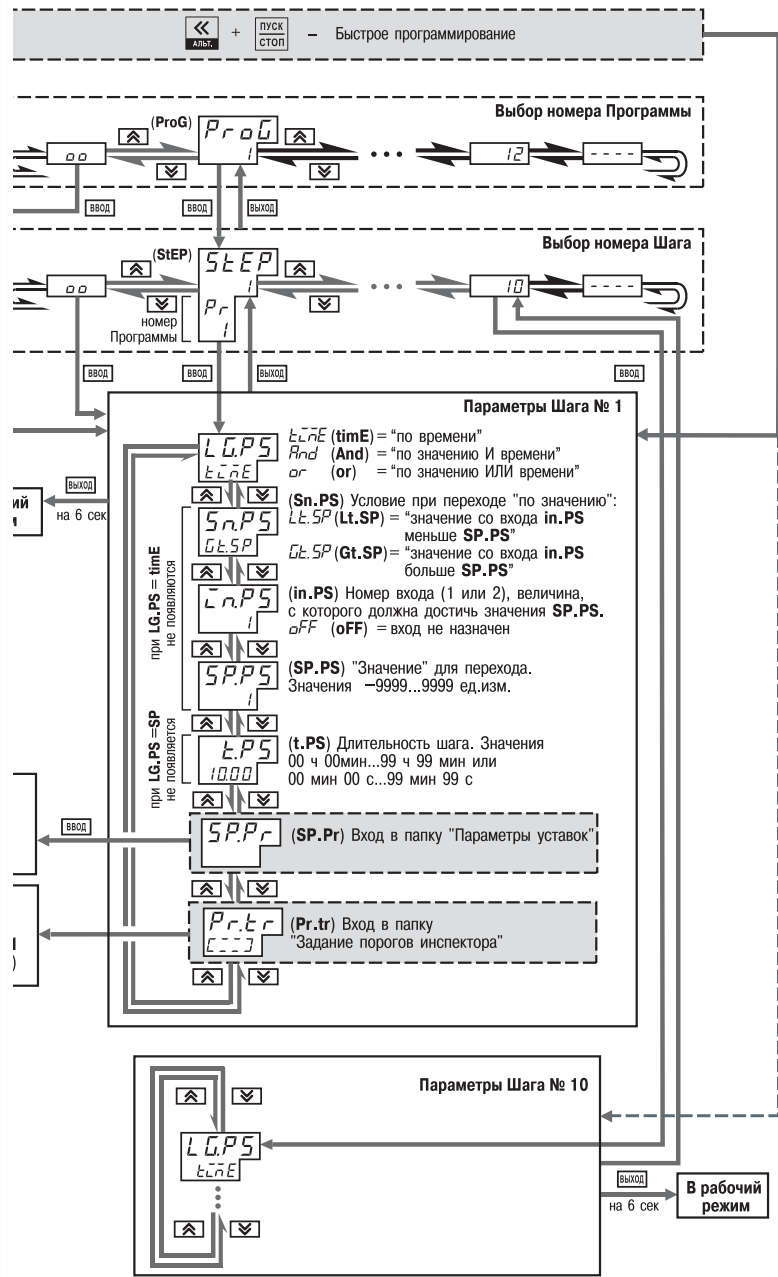 АЛЬТ. + ПУСК СТОП – Быстрое программирование
Выбор номера Программы
(ProG) ProG
1
oo
12
----
ВВОД ВВОД ВЫХОД
Выбор номера Шага
(StEP) StEP
1
oo
10
----
Pr
1
номер
Программы
ВВОД ВВОД ВЫХОД ВВОД
Параметры Шага № 1
LG.PS
timE
timE (timE) = “по времени”
And (And) = “по значению И времени”
or (or) = “по значению ИЛИ времени”
ВЫХОД
на 6 сек
ий
м
при LG.PS = timE
не появляются
Sn.PS
Gt.SP
(Sn.PS) Условие при переходе "по значению":
Lt.SP (Lt.SP) = “значение со входа in.PS
меньше SP.PS”
Gt.SP (Gt.SP) = “значение со входа in.PS
больше SP.PS”
in.PS
1
(in.PS) Номер входа (1 или 2), величина,
с которого должна достичь значения SP.PS.
oFF (oFF) = вход не назначен
SP.PS
1
(SP.PS) "Значение" для перехода.
Значения –9999...9999 ед.изм.
при LG.PS =SP
не появляется
t.PS
10.00
(t.PS) Длительность шага. Значения
00 ч 00мин...99 ч 99 мин или
00 мин 00 с...99 мин 99 с
ВВОД
SP.Pr
(SP.Pr) Вход в папку "Параметры уставок"
Pr.tr
[---]
(Pr.tr) Вход в папку
"Задание порогов инспектора"
)
Параметры Шага № 10
LG.PS
timE
ВЫХОД
на 6 сек
В рабочий
режим